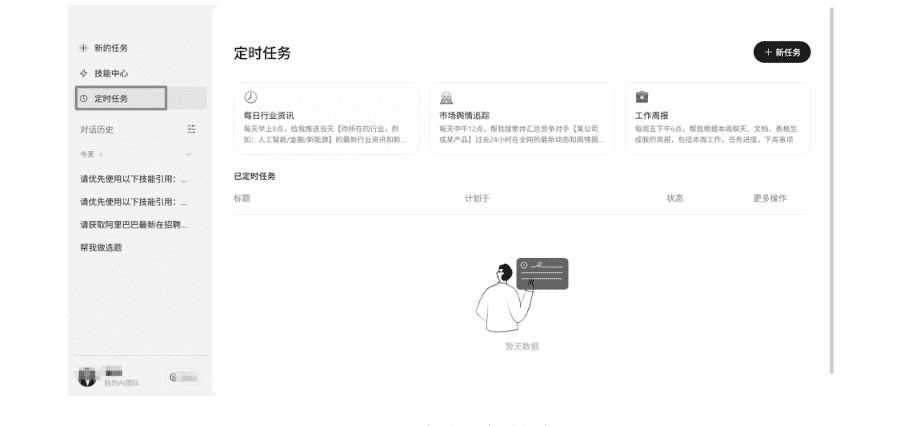 新的任务
技能中心
定时任务
对话历史
今天
请优先使用以下技能引用：...
请优先使用以下技能引用：...
请获取阿里巴巴最新在招聘...
帮我做选题
我的AI团队
定时任务
+ 新任务
每日行业资讯
每天早上8点，给我推送当天【你所在的行业，例
如：人工智能/金融/新能源】的最新行业资讯和新...
市场舆情追踪
每天中午12点，帮我搜索并汇总竞争对手【某公司
或某产品】过去24小时在全网的最新动态和舆情报...
工作周报
每周五下午6点，帮我根据本周聊天、文档、表格生
成我的周报，包括本周工作，任务进度，下周事项
已定时任务
标题 计划于 状态 更多操作
暂无数据